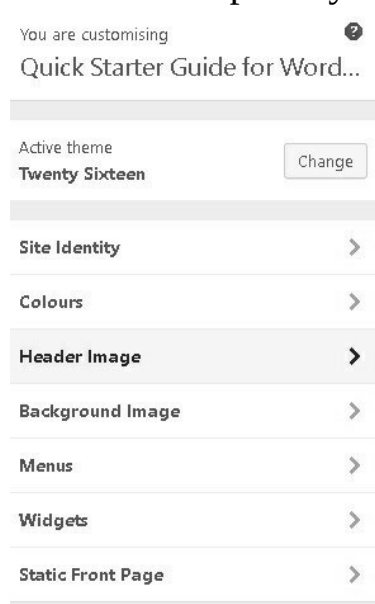 You are customising
Quick Starter Guide for Word...
Active theme
Twenty Sixteen
Change
Site Identity
Colours
Header Image
Background Image
Menus
Widgets
Static Front Page